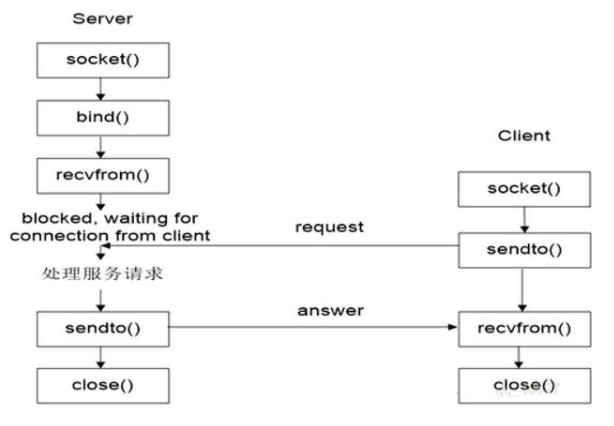 Server
socket()
bind()
recvfrom()
blocked, waiting for
connection from client
处理服务请求
sendto()
close()
request
answer
Client
socket()
sendto()
recvfrom()
close()